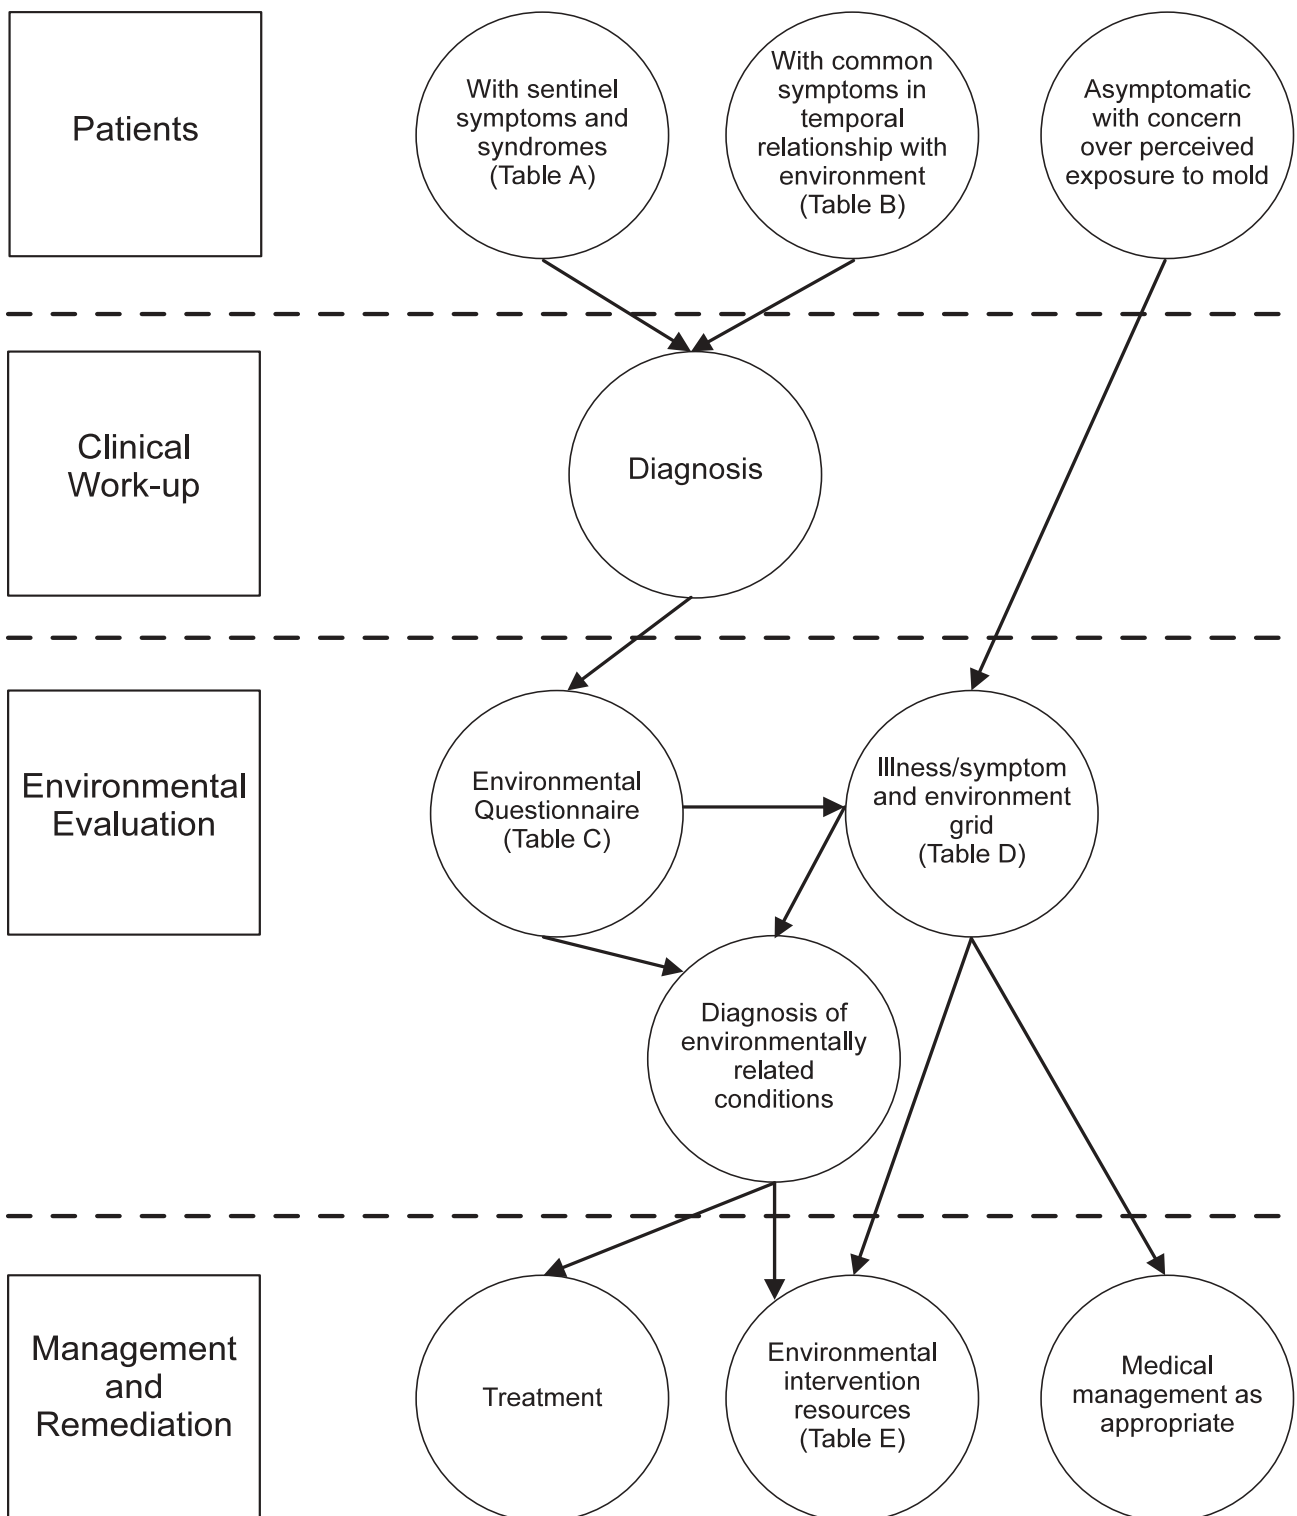 Patients
With sentinel
symptoms and
syndromes
(Table A)
With common
symptoms in
temporal
relationship with
environment
(Table B)
Asymptomatic
with concern
over perceived
exposure to mold
Clinical
Work-up
Diagnosis
Environmental
Evaluation
Environmental
Questionnaire
(Table C)
Illness/symptom
and environment
grid
(Table D)
Diagnosis of
environmentally
related
conditions
Management
and
Remediation
Treatment
Environmental
intervention
resources
(Table E)
Medical
management as
appropriate